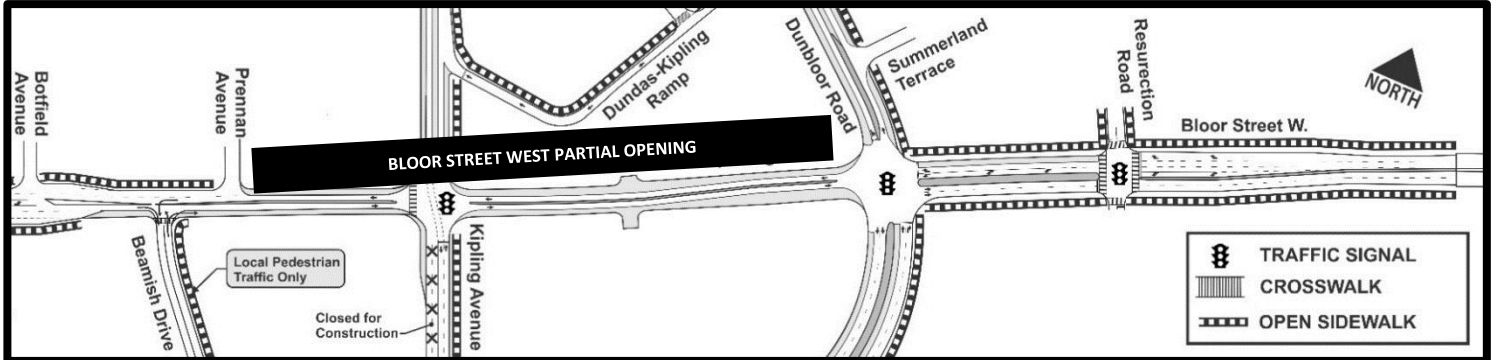 Botfield
Avenue
Prennan
Avenue
Dundas-Kipling
Ramp
Dunbloor Road
Summerland
Terrace
Resurection
Road
NORTH
Bloor Street W.
BLOOR STREET WEST PARTIAL OPENING
Beamish Drive
Local Pedestrian
Traffic Only
Closed for
Construction
Kipling Avenue
TRAFFIC SIGNAL
CROSSWALK
OPEN SIDEWALK